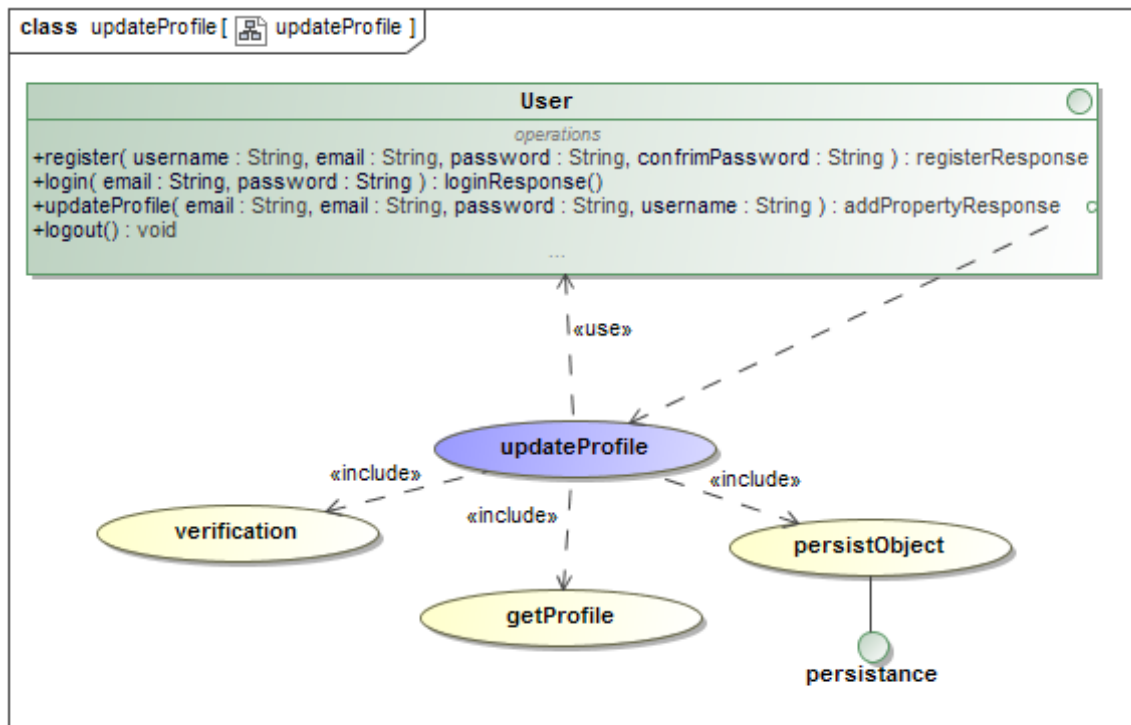 class updateProfile [ updateProfile ]
User
operations
+register( username : String, email : String, password : String, confrimPassword : String ) : registerResponse
+login( email : String, password : String ) : loginResponse()
+updateProfile( email : String, email : String, password : String, username : String ) : addPropertyResponse
+logout() : void
...
«use»
updateProfile
«include»
«include»
«include»
verification
persistObject
getProfile
persistance